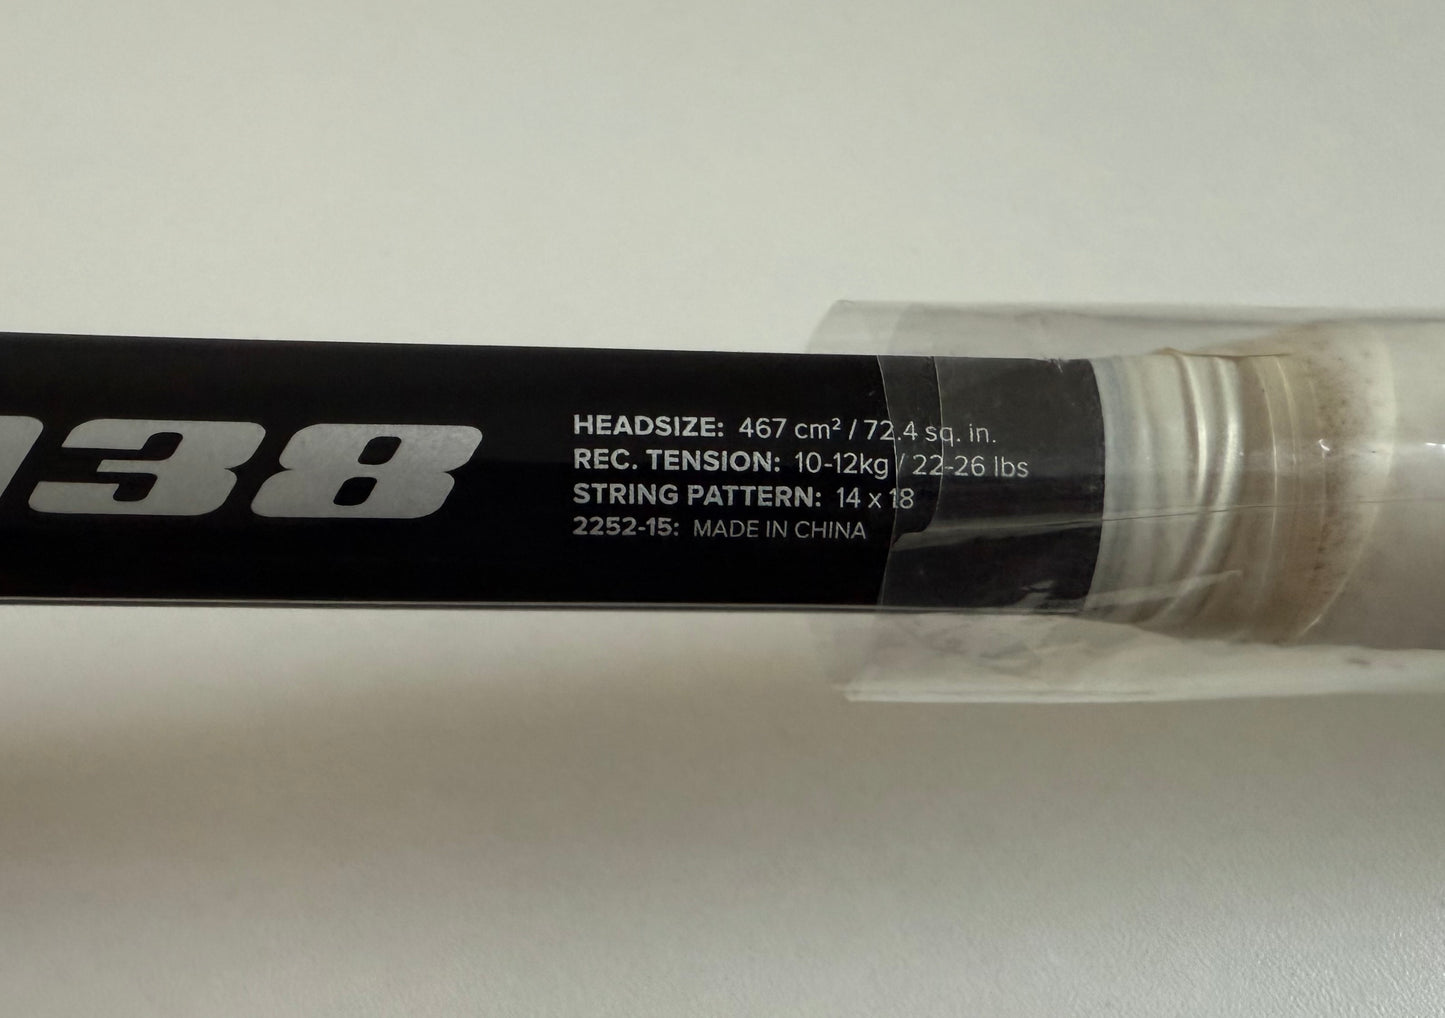 38
HEADSIZE: 467 cm² / 72.4 sq. in.
REC. TENSION: 10-12kg / 22-26 lbs
STRING PATTERN: 14 x 18
2252-15: MADE IN CHINA